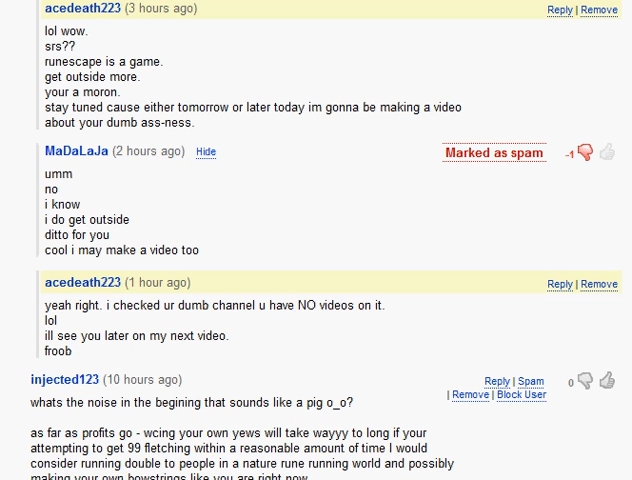 acedeath223 (3 hours ago) Reply | Remove
lol wow.
srs??
runescape is a game.
get outside more.
your a moron.
stay tuned cause either tomorrow or later today im gonna be making a video
about your dumb ass-ness.
MaDaLaJa (2 hours ago) Hide Marked as spam -1
umm
no
i know
i do get outside
ditto for you
cool i may make a video too
acedeath223 (1 hour ago) Reply | Remove
yeah right. i checked ur dumb channel u have NO videos on it.
lol
ill see you later on my next video.
froob
injected123 (10 hours ago) Reply | Spam 0
| Remove | Block User
whats the noise in the begining that sounds like a pig o_o?
as far as profits go - wcing your own yews will take wayyy to long if your
attempting to get 99 fletching within a reasonable amount of time I would
consider running double to people in a nature rune running world and possibly
making your own bowstrings like you are right now